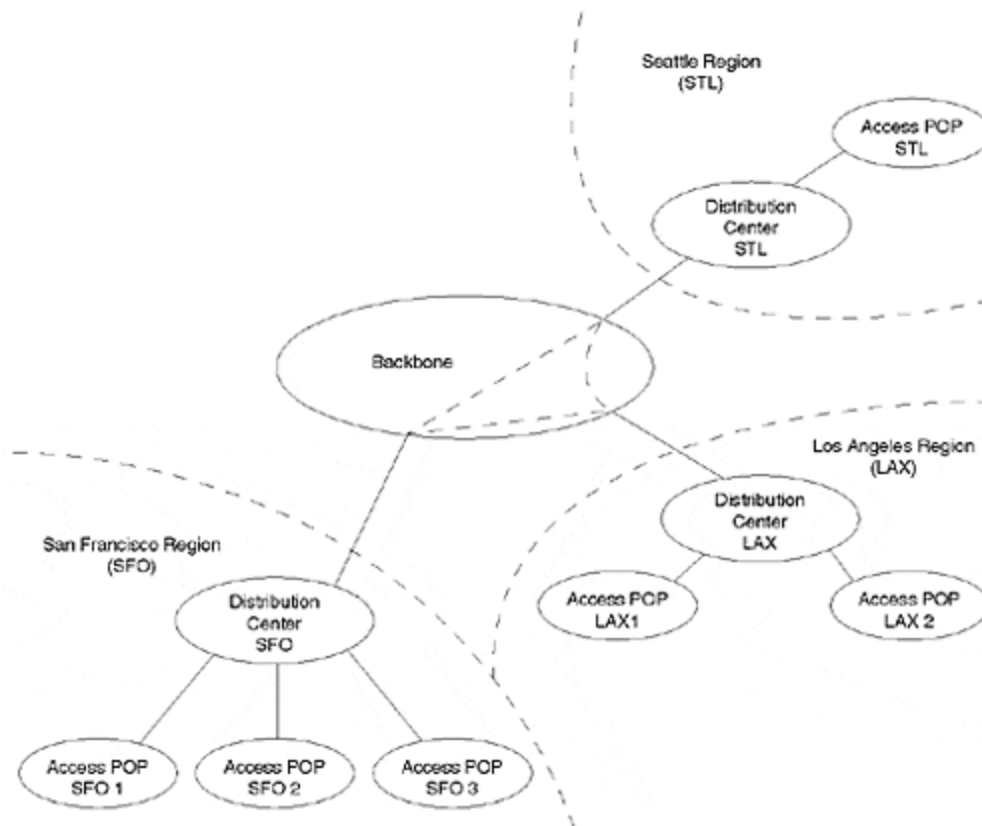 Seattle Region
(STL)
Access POP
STL
Distribution
Center
STL
Backbone
Los Angeles Region
(LAX)
Distribution
Center
LAX
San Francisco Region
(SFO)
Access POP
LAX1
Access POP
LAX 2
Distribution
Center
SFO
Access POP
SFO 1
Access POP
SFO 2
Access POP
SFO 3